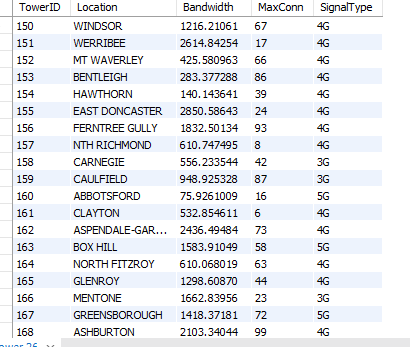 TowerID Location Bandwidth MaxConn SignalType
150 WINDSOR 1216.21061 67 4G
151 WERRIBEE 2614.84254 17 4G
152 MT WAVERLEY 425.580963 66 4G
153 BENTLEIGH 283.377288 86 4G
154 HAWTHORN 140.143641 39 4G
155 EAST DONCASTER 2850.58643 24 4G
156 FERNTREE GULLY 1832.50134 93 4G
157 NTH RICHMOND 610.747495 8 4G
158 CARNEGIE 556.233544 42 3G
159 CAULFIELD 948.925328 87 3G
160 ABBOTSFORD 75.9261009 16 5G
161 CLAYTON 532.854611 6 4G
162 ASPENDALE-GAR... 2436.49484 73 4G
163 BOX HILL 1583.91049 58 5G
164 NORTH FITZROY 610.068019 63 4G
165 GLENROY 1298.60870 44 4G
166 MENTONE 1662.83956 23 3G
167 GREENSBOROUGH 1418.37181 72 5G
168 ASHBURTON 2103.34044 99 4G